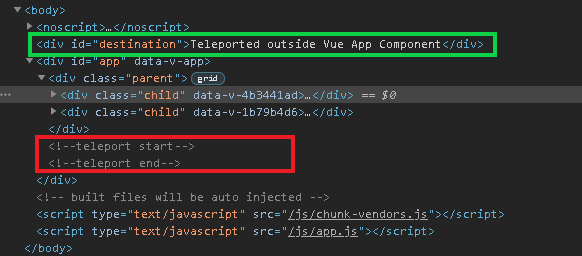 ▼<body>
▶<noscript>…</noscript>
<div id="destination">Teleported outside Vue App Component</div>
▼<div id="app" data-v-app>
▼<div class="parent"> grid
… ▶<div class="child" data-v-4b3441ad>…</div> == $0
▶<div class="child" data-v-1b79b4d6>…</div>
</div>
<!--teleport start-->
<!--teleport end-->
</div>
<!-- built files will be auto injected -->
<script type="text/javascript" src="/js/chunk-vendors.js"></script>
<script type="text/javascript" src="/js/app.js"></script>
</body>